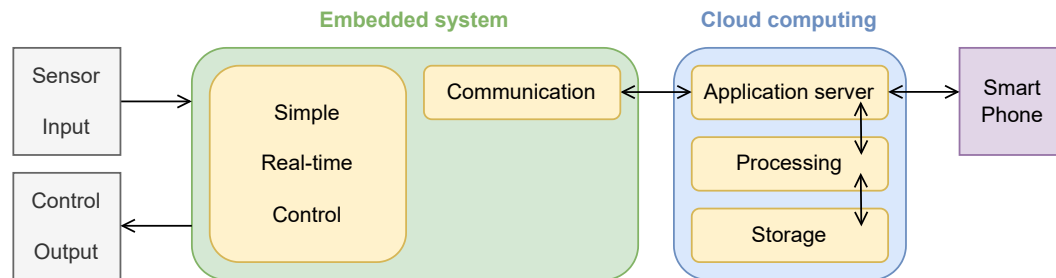 Embedded system
Cloud computing
Sensor
Input
Control
Output
Simple
Real-time
Control
Communication
Application server
Processing
Storage
Smart
Phone